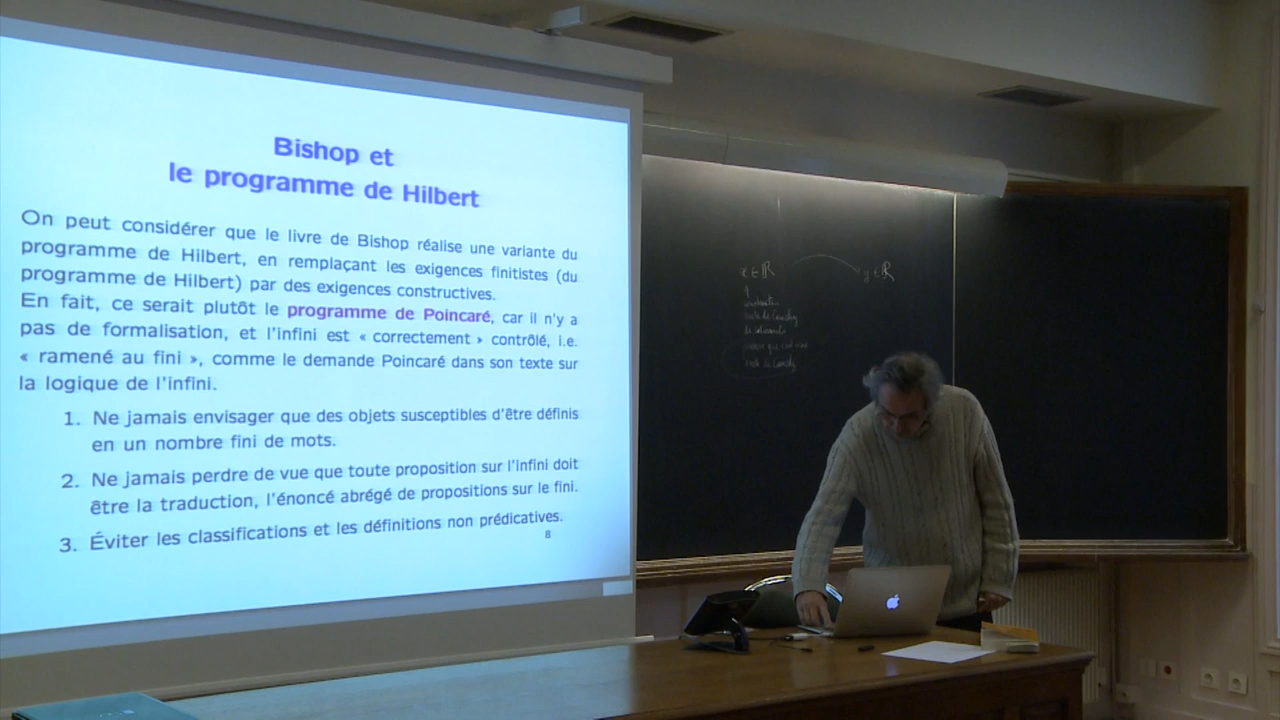 Bishop et
le programme de Hilbert
On peut considérer que le livre de Bishop réalise une variante du
programme de Hilbert, en remplaçant les exigences finitistes (du
programme de Hilbert) par des exigences constructives.
En fait, ce serait plutôt le programme de Poincaré, car il n'y a
pas de formalisation, et l'infini est « correctement » contrôlé, i.e.
« ramené au fini », comme le demande Poincaré dans son texte sur
la logique de l'infini.
1. Ne jamais envisager que des objets susceptibles d'être définis
en un nombre fini de mots.
2. Ne jamais perdre de vue que toute proposition sur l'infini doit
être la traduction, l'énoncé abrégé de propositions sur le fini.
3. Éviter les classifications et les définitions non prédicatives.
8
x ∈ ℝ y ∈ ℝ
suite de Cauchy
suite de Cauchy